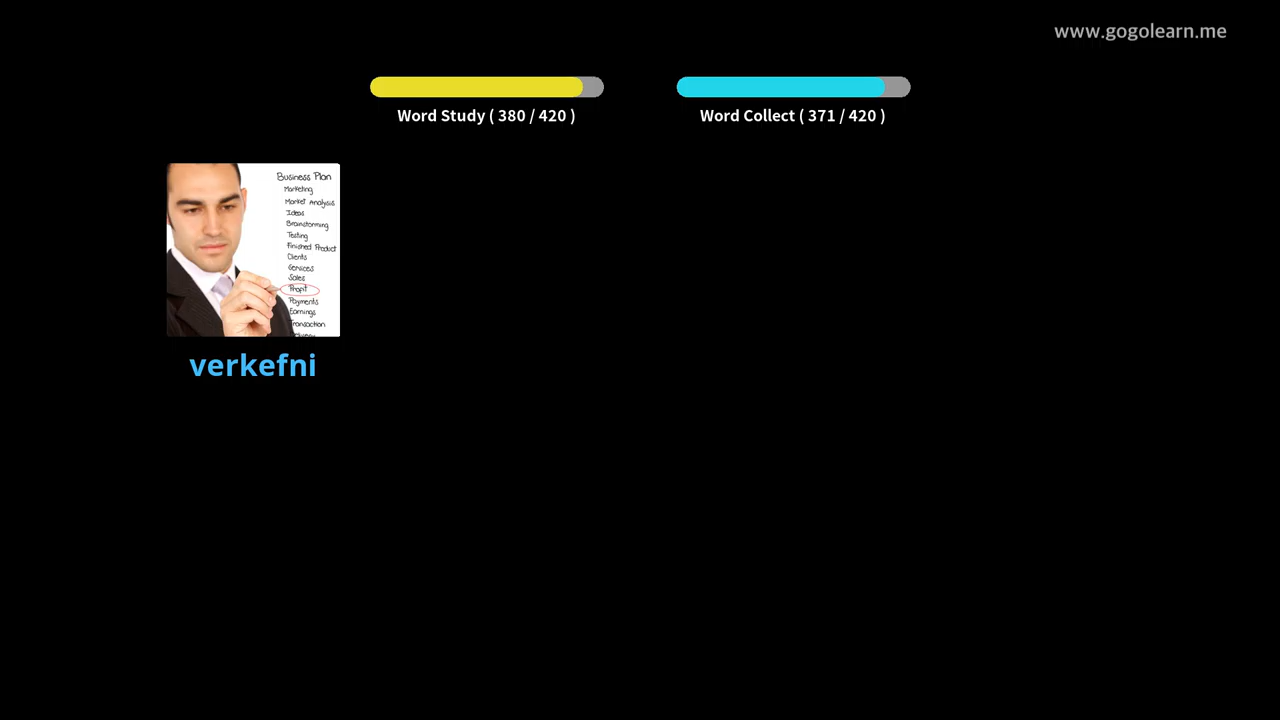 www.gogolearn.me
Word Study ( 380 / 420 )
Word Collect ( 371 / 420 )
Business Plan
Marketing
Market Analysis
Ideas
Brainstorming
Testing
Finished Product
Clients
Services
Sales
Profit
Payments
Earnings
Transaction
verkefni